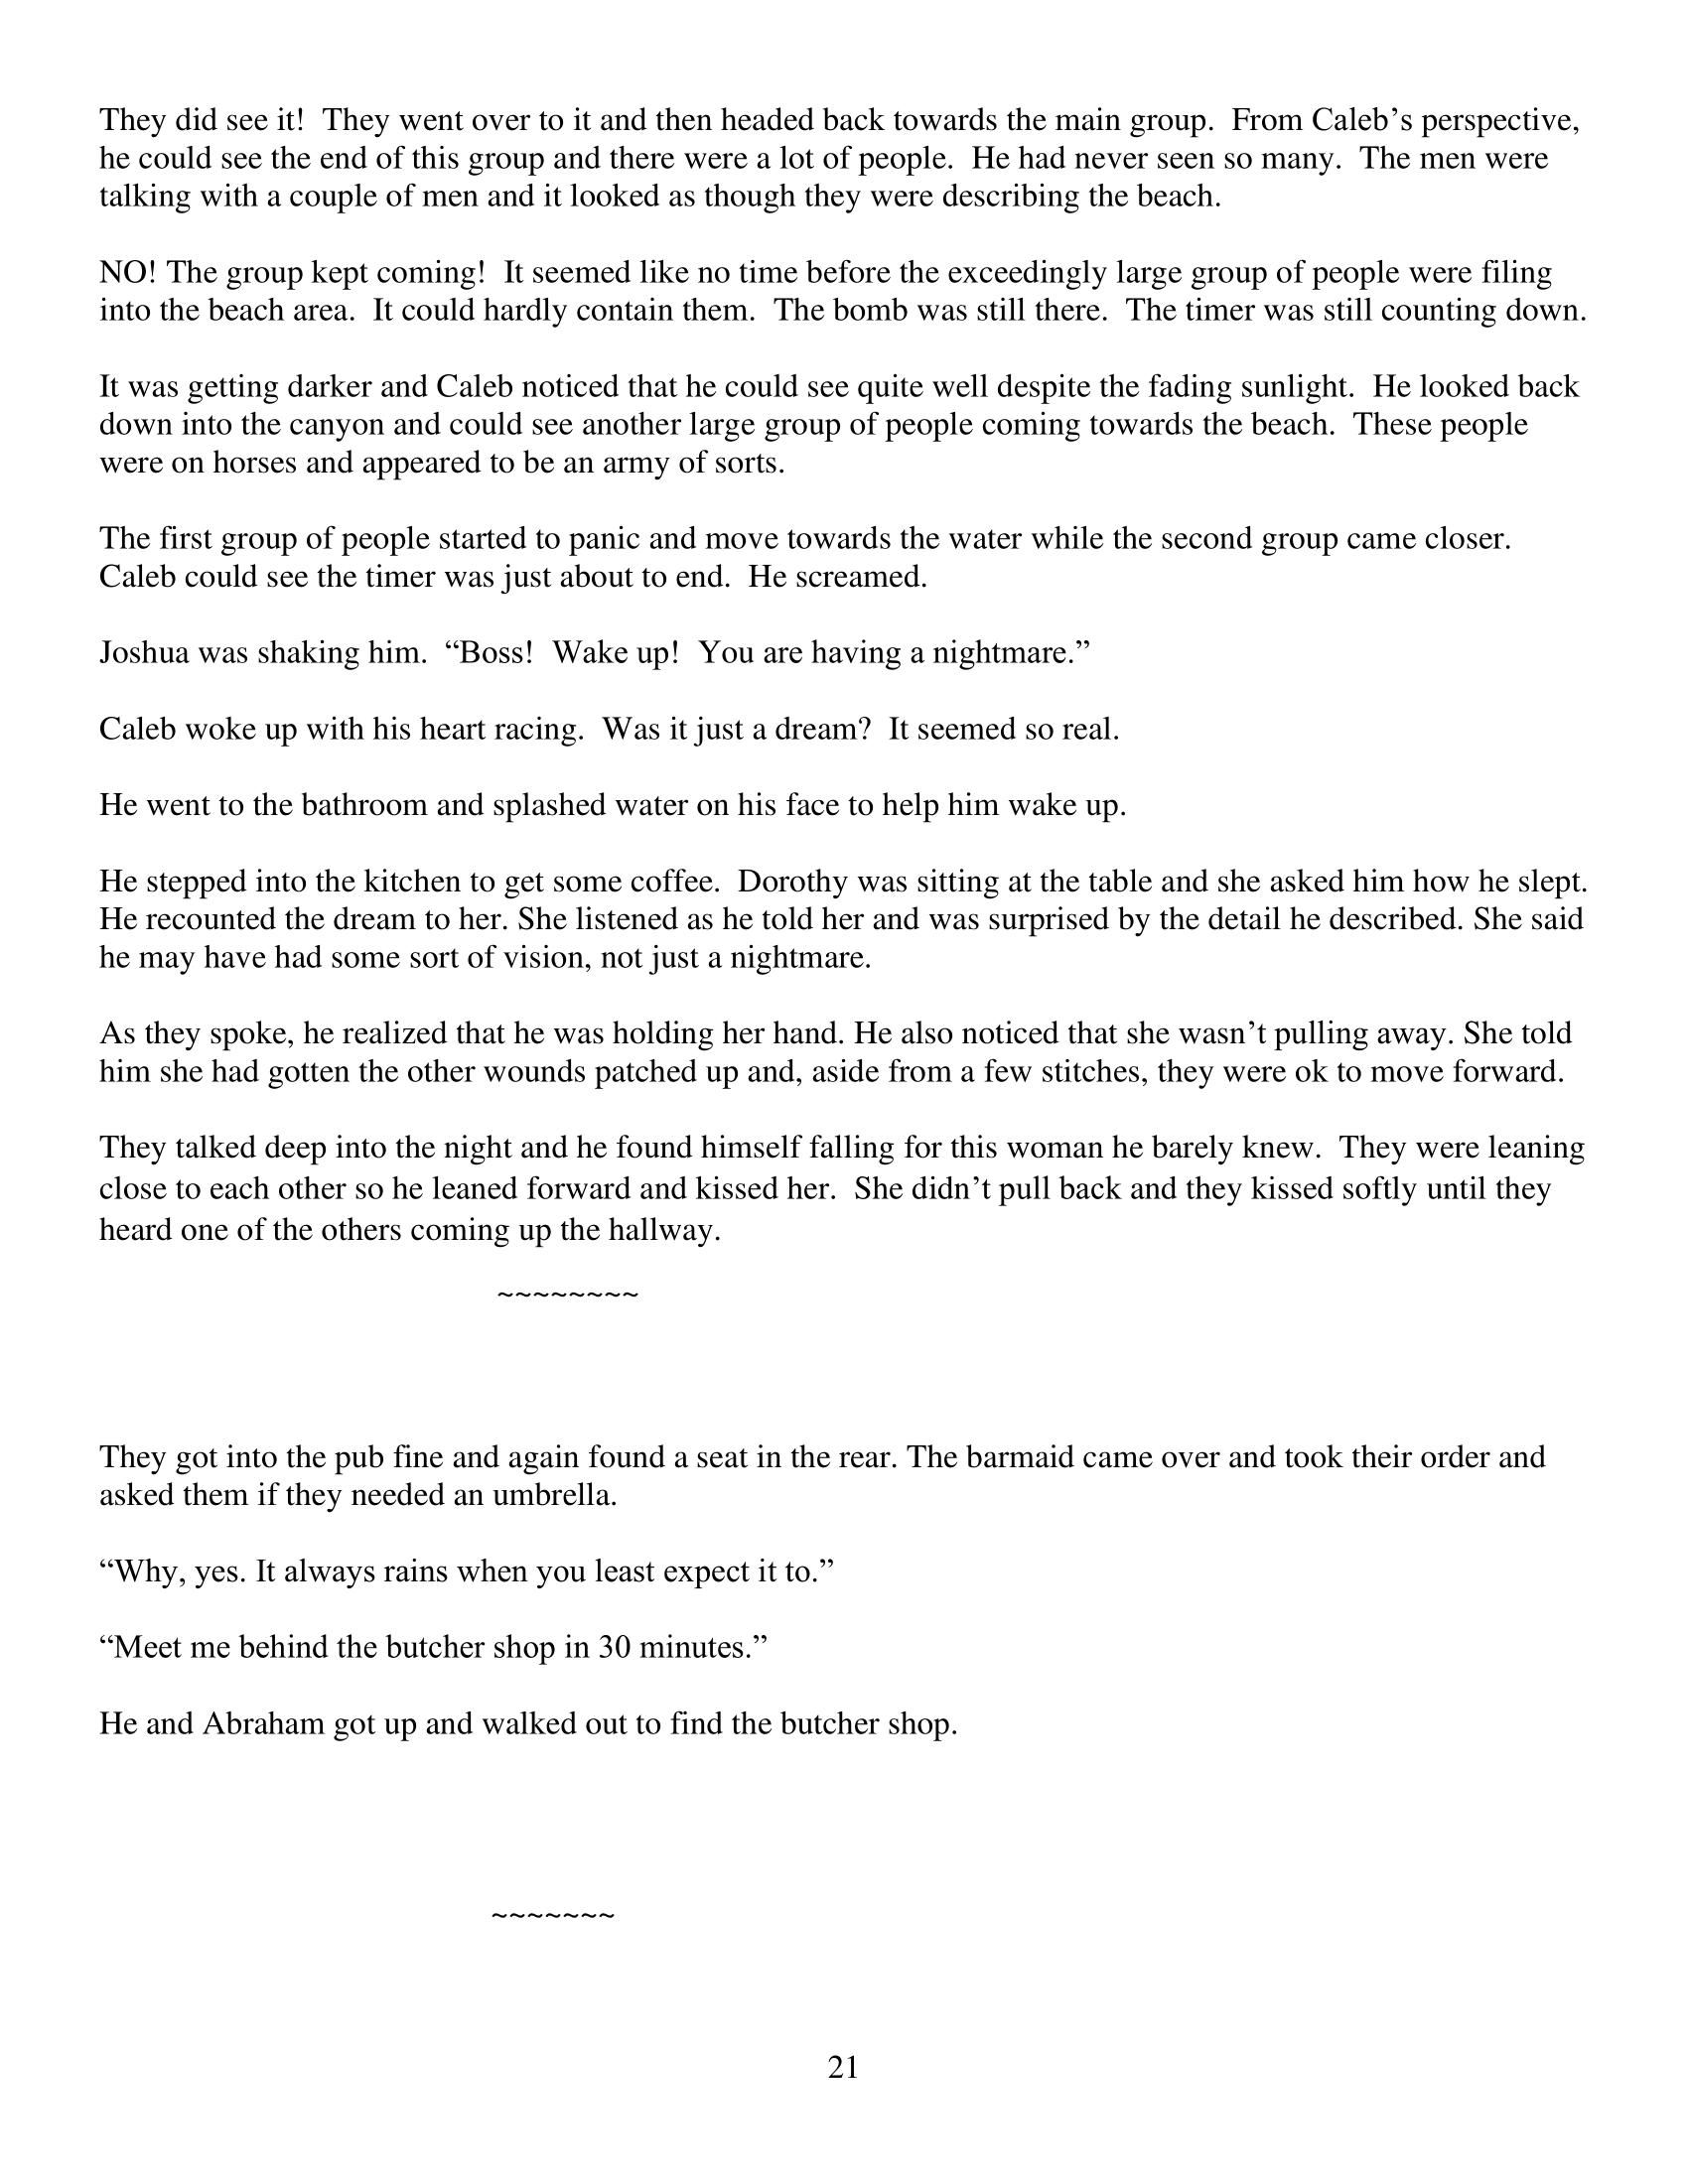 They did see it!  They went over to it and then headed back towards the main group.  From Caleb’s perspective,
he could see the end of this group and there were a lot of people.  He had never seen so many.  The men were
talking with a couple of men and it looked as though they were describing the beach.
NO! The group kept coming!  It seemed like no time before the exceedingly large group of people were filing
into the beach area.  It could hardly contain them.  The bomb was still there.  The timer was still counting down.
It was getting darker and Caleb noticed that he could see quite well despite the fading sunlight.  He looked back
down into the canyon and could see another large group of people coming towards the beach.  These people
were on horses and appeared to be an army of sorts.
The first group of people started to panic and move towards the water while the second group came closer.
Caleb could see the timer was just about to end.  He screamed.
Joshua was shaking him.  “Boss!  Wake up!  You are having a nightmare.”
Caleb woke up with his heart racing.  Was it just a dream?  It seemed so real.
He went to the bathroom and splashed water on his face to help him wake up.
He stepped into the kitchen to get some coffee.  Dorothy was sitting at the table and she asked him how he slept.
He recounted the dream to her. She listened as he told her and was surprised by the detail he described. She said
he may have had some sort of vision, not just a nightmare.
As they spoke, he realized that he was holding her hand. He also noticed that she wasn’t pulling away. She told
him she had gotten the other wounds patched up and, aside from a few stitches, they were ok to move forward.
They talked deep into the night and he found himself falling for this woman he barely knew.  They were leaning
close to each other so he leaned forward and kissed her.  She didn’t pull back and they kissed softly until they
heard one of the others coming up the hallway.
~~~~~~~~
They got into the pub fine and again found a seat in the rear. The barmaid came over and took their order and
asked them if they needed an umbrella.
“Why, yes. It always rains when you least expect it to.”
“Meet me behind the butcher shop in 30 minutes.”
He and Abraham got up and walked out to find the butcher shop.
~~~~~~~
21